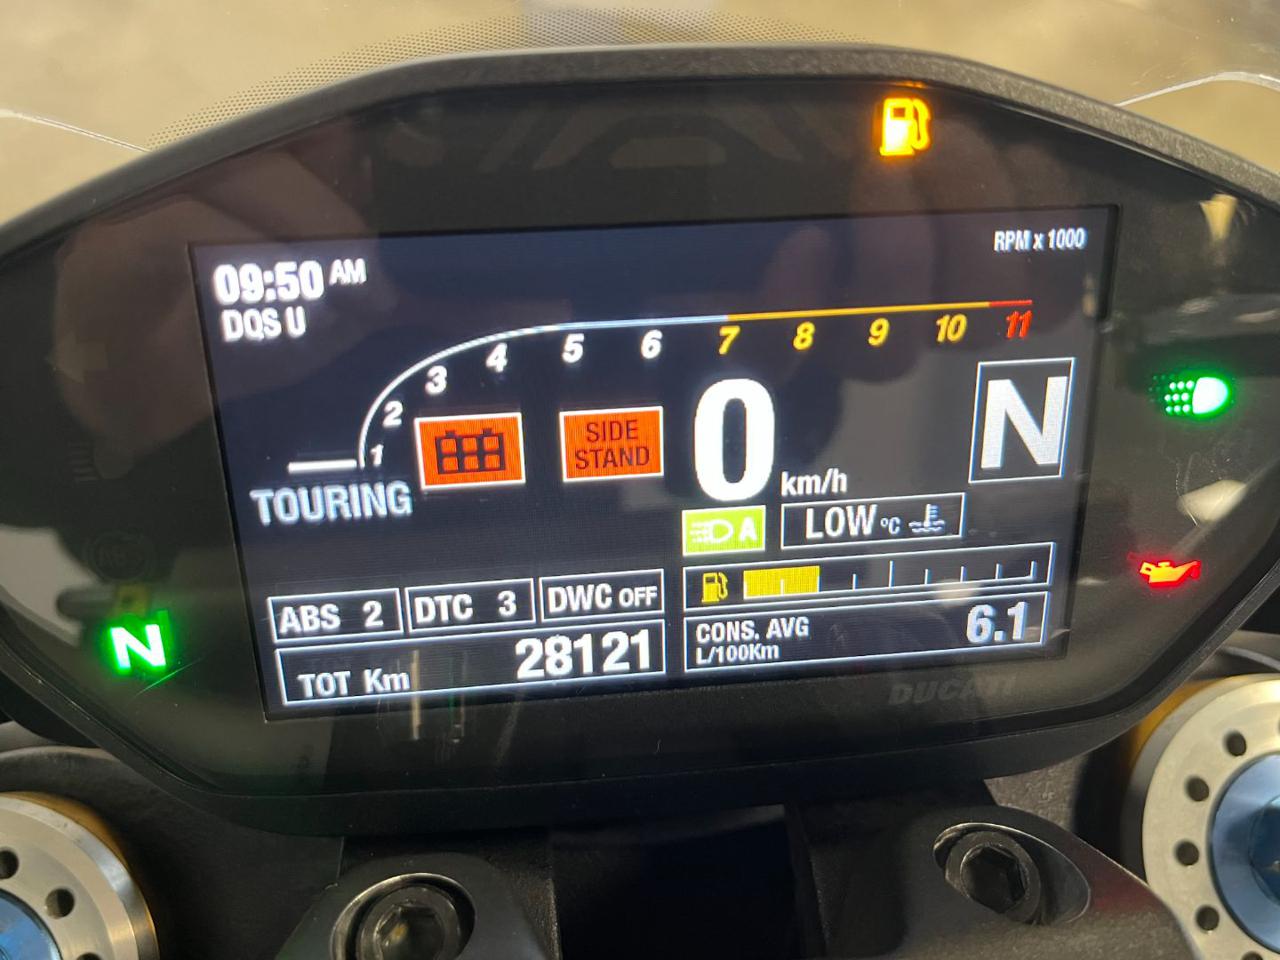 RPM x 1000
09:50 AM
DQS U
1 2 3 4 5 6 7 8 9 10 11
SIDE
STAND
0
km/h
N
TOURING
A
LOW °C
ABS 2
DTC 3
DWC OFF
N
TOT Km 28121
CONS. AVG
L/100Km
6.1
DUCATI